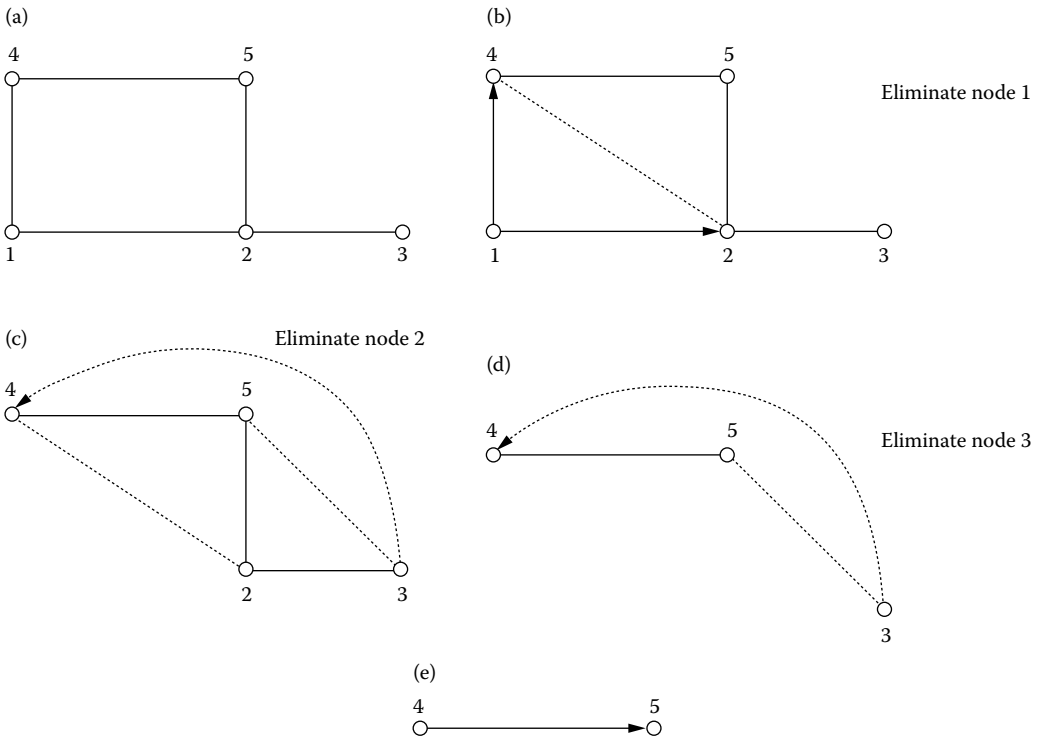 (a)
4 5
1 2 3
(b)
4 5
Eliminate node 1
1 2 3
(c)
Eliminate node 2
4 5
2 3
(d)
4 5
Eliminate node 3
3
(e)
4 5